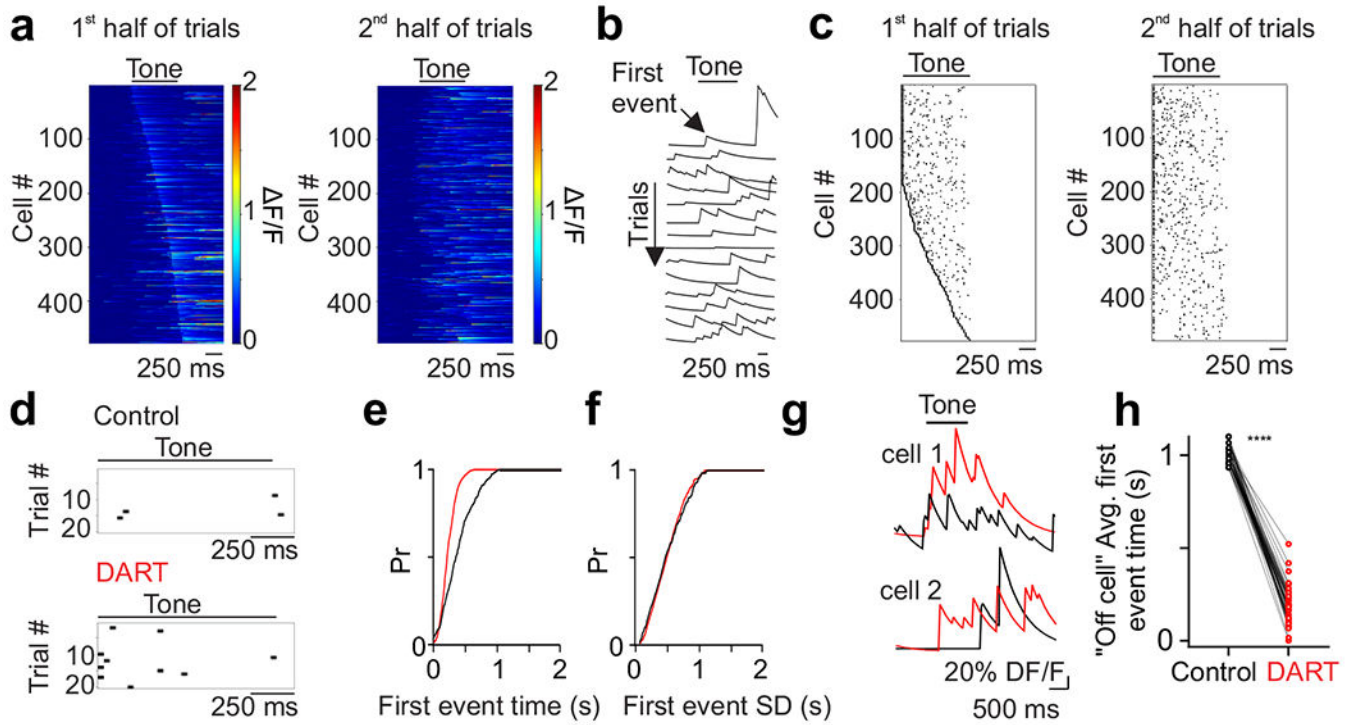 a
1st half of trials
2nd half of trials
Tone
Tone
Cell #
100
200
300
400
2
1
0
ΔF/F
250 ms
Cell #
100
200
300
400
2
1
0
ΔF/F
250 ms
b
First
event
Tone
Trials
250 ms
c
1st half of trials
2nd half of trials
Tone
Tone
Cell #
100
200
300
400
250 ms
Cell #
100
200
300
400
250 ms
d
Control
Tone
Trial #
10
20
250 ms
DART
Tone
Trial #
10
20
250 ms
e
Pr
1
0
0 1 2
First event time (s)
f
Pr
1
0
0 1 2
First event SD (s)
g
Tone
cell 1
cell 2
20% DF/F
500 ms
h
"Off cell" Avg. first
event time (s)
1
0
****
Control DART